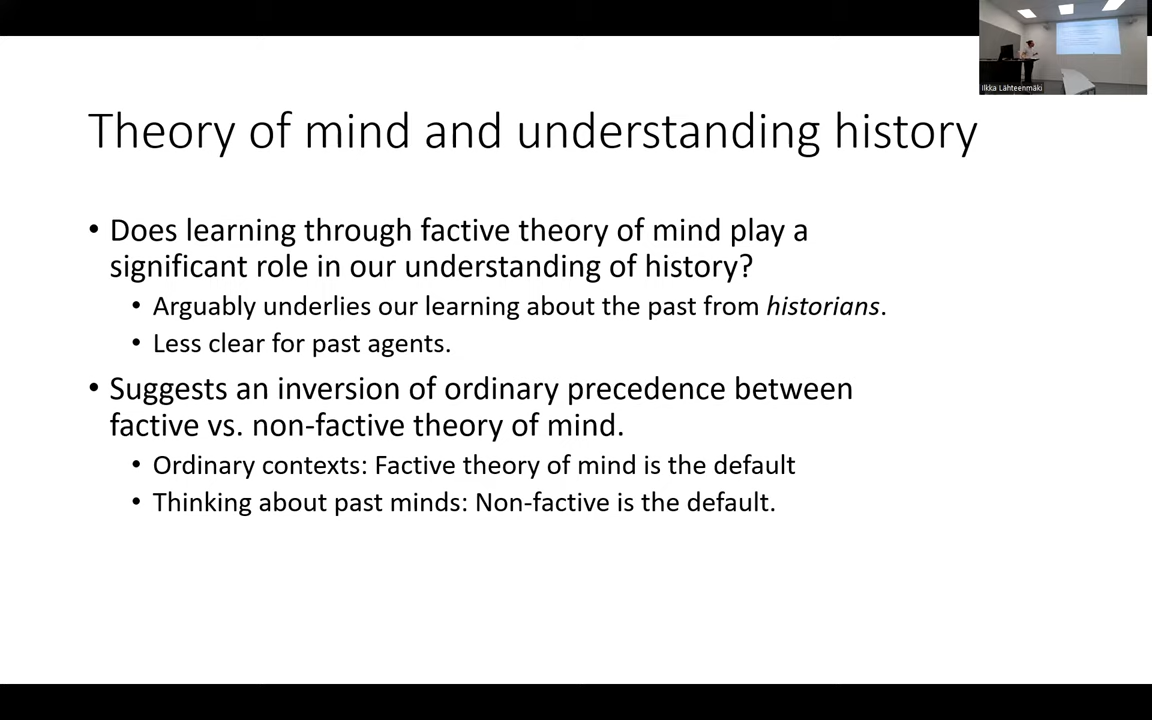 Ilkka Lähteenmäki
Theory of mind and understanding history
• Does learning through factive theory of mind play a
significant role in our understanding of history?
• Arguably underlies our learning about the past from historians.
• Less clear for past agents.
• Suggests an inversion of ordinary precedence between
factive vs. non-factive theory of mind.
• Ordinary contexts: Factive theory of mind is the default
• Thinking about past minds: Non-factive is the default.